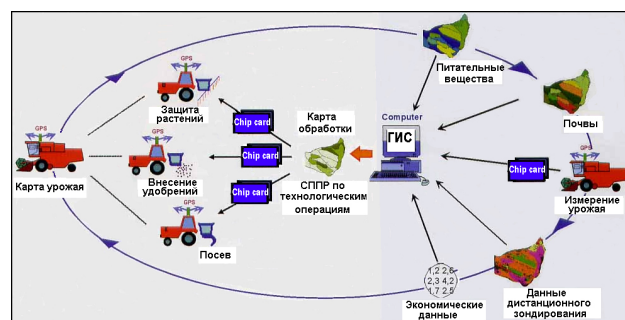 GPS
Защита
растений
Chip card
Карта
обработки
Computer
ГИС
Питательные
вещества
GPS
Почвы
GPS
Карта урожая
GPS
Внесение
удобрений
Chip card
СППР по
технологическим
операциям
Chip card
GPS
Измерение
урожая
GPS
Chip card
Посев
1,2 2,6
2,3 4,2
1,7 2,5
Экономические
данные
Данные
дистанционного
зондирования